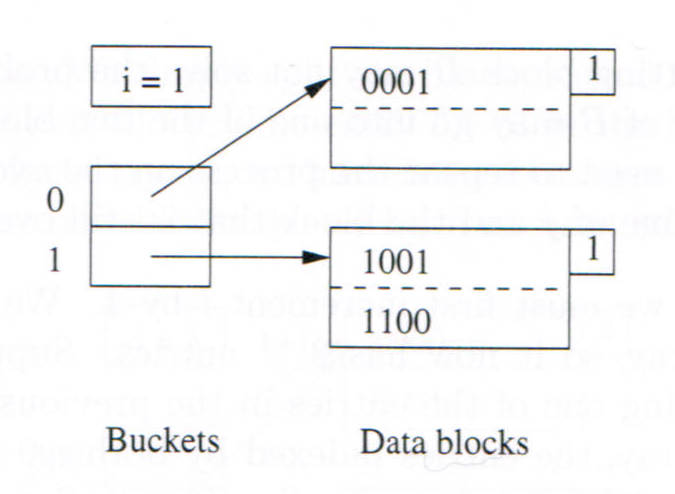 i = 1
0001
1
0
1
1001
1
1100
Buckets
Data blocks